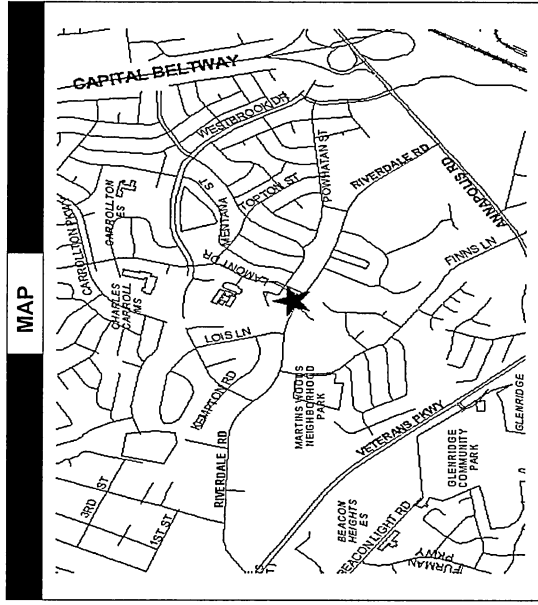 MAP
CAPITAL BELTWAY
WESTBROOK DR
CARROLLTON PKWY
CARROLLTON
ES
MENTANA
ST
TOPTON ST
POWHATAN ST
RIVERDALE RD
ANNAPOLIS RD
FINNS LN
LAMONT DR
CHARLES
CARROLL
MS
LOIS LN
KEMPTON RD
RIVERDALE RD
3RD ST
1ST ST
MARTINS WOODS
NEIGHBORHOOD
PARK
VETERANS PKWY
BEACON
HEIGHTS
ES
BEACON LIGHT RD
FURMAN
PKWY
GLENRIDGE
COMMUNITY
PARK
GLENRIDGE